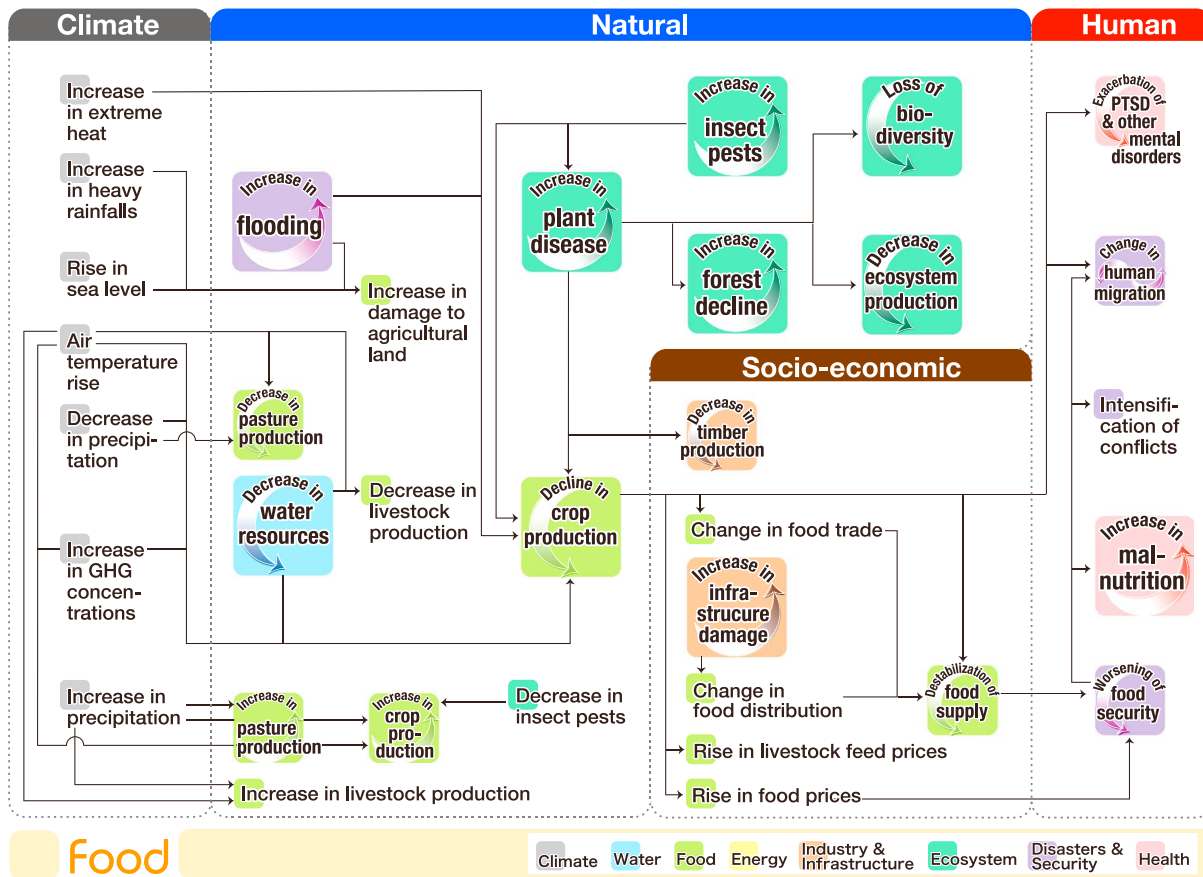 Climate
Natural
Human
Increase
in extreme
heat
Increase
in heavy
rainfalls
Rise in
sea level
Air
temperature
rise
Decrease
in precipi-
tation
Increase
in GHG
concen-
trations
Increase in
precipitation
Increase in
flooding
Increase in
damage to
agricultural
land
Decrease in
pasture
production
Decrease in
water
resources
Decrease in
livestock
production
Increase in
pasture
production
Increase in
crop
pro-
duction
Decrease in
insect pests
Increase in livestock production
Increase in
insect
pests
Loss of
bio-
diversity
Increase in
plant
disease
Increase in
forest
decline
Decrease in
ecosystem
production
Decline in
crop
production
Socio-economic
Decrease in
timber
production
Change in food trade
Increase in
infra-
strucure
damage
Change in
food distribution
Destabilization of
food
supply
Rise in livestock feed prices
Rise in food prices
Exacerbation of
PTSD
& other
mental
disorders
Change in
human
migration
Intensifi-
cation of
conflicts
Increase in
mal-
nutrition
Worsening of
food
security
Food
Climate
Water
Food
Energy
Industry &
Infrastructure
Ecosystem
Disasters &
Security
Health